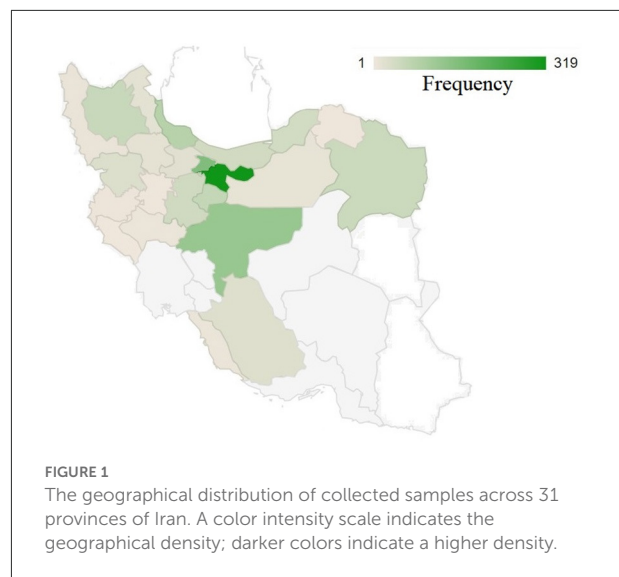 1 319
Frequency
FIGURE 1
The geographical distribution of collected samples across 31
provinces of Iran. A color intensity scale indicates the
geographical density; darker colors indicate a higher density.